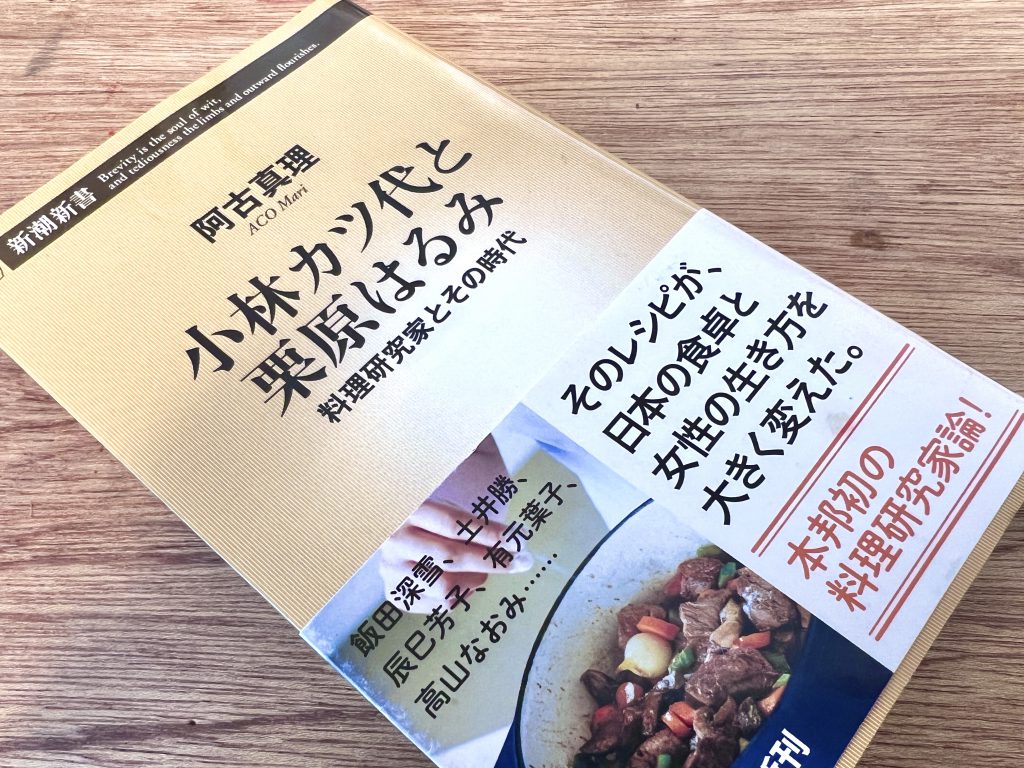 新潮新書
Brevity is the soul of wit,
and tediousness the limbs and outward flourishes.
阿古真理
ACO Mari
小林カツ代と
栗原はるみ
料理研究家とその時代
そのレシピが、
日本の食卓と
女性の生き方を
大きく変えた。
本邦初の
料理研究家論！
飯田深雪、土井勝、
辰巳芳子、有元葉子、
高山なおみ……
刊